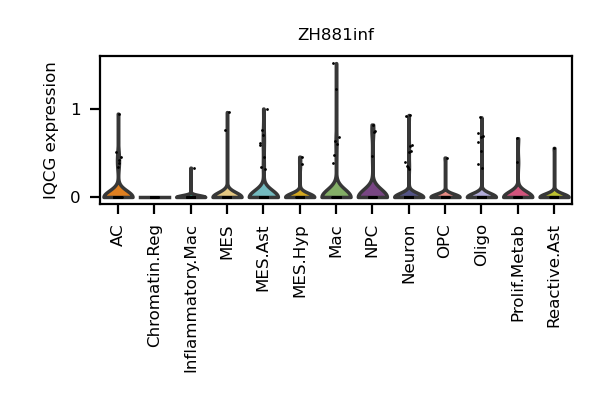 ZH881inf
IQCG expression
1
0
AC
Chromatin.Reg
Inflammatory.Mac
MES
MES.Ast
MES.Hyp
Mac
NPC
Neuron
OPC
Oligo
Prolif.Metab
Reactive.Ast